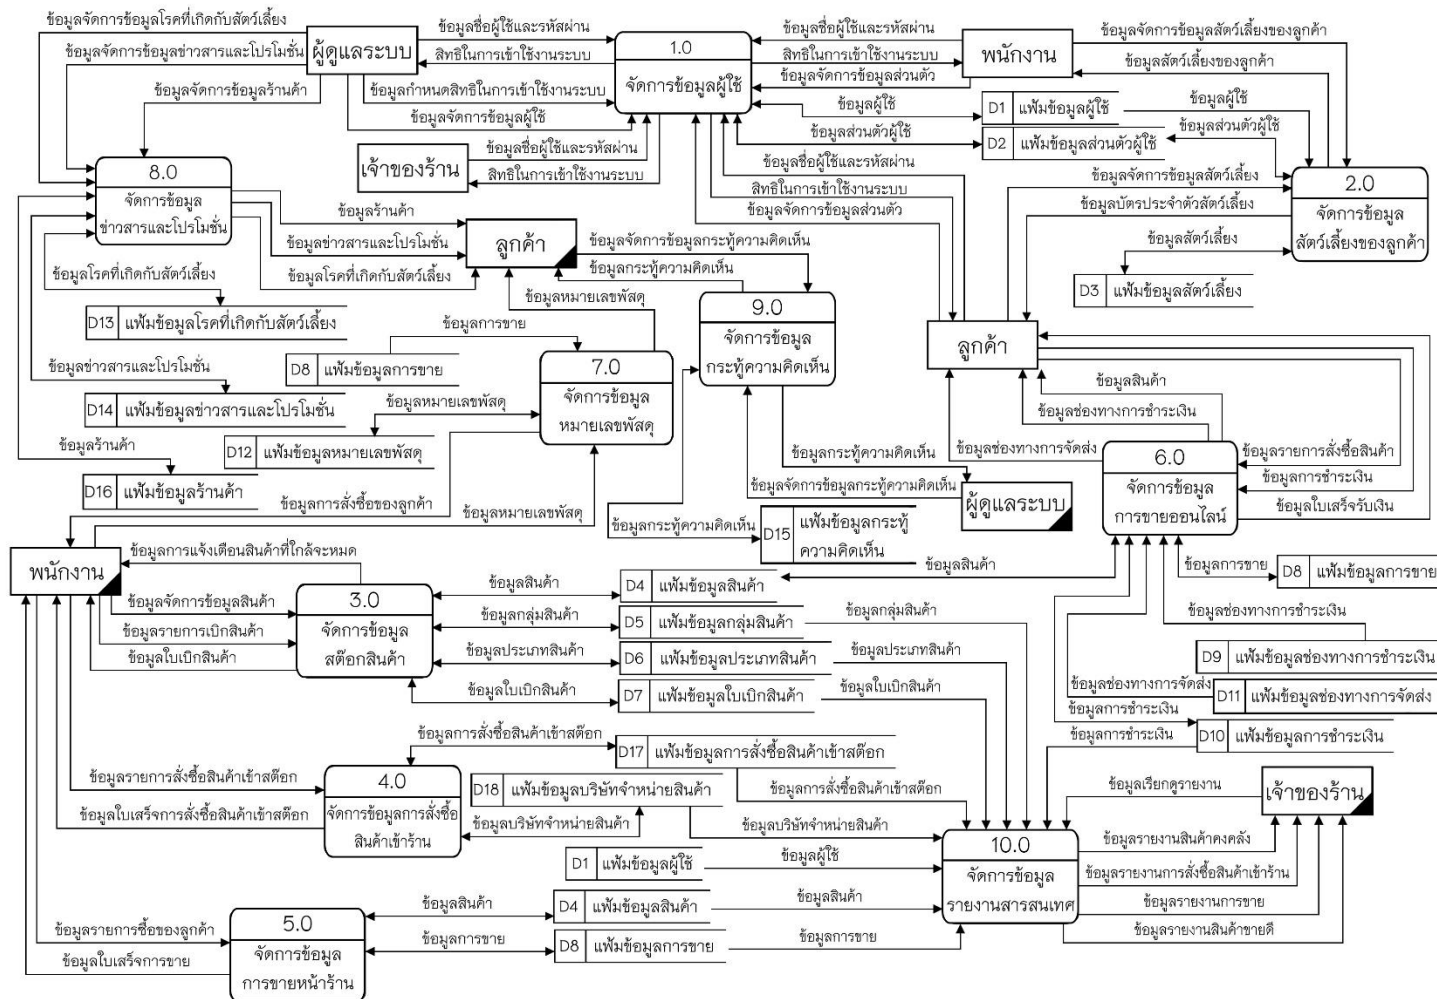 ข้อมูลจัดการข้อมูลโรคที่เกิดกับสัตว์เลี้ยง
ข้อมูลจัดการข้อมูลข่าวสารและโปรโมชั่น
ข้อมูลจัดการข้อมูลร้านค้า
ผู้ดูแลระบบ
ข้อมูลชื่อผู้ใช้และรหัสผ่าน
สิทธิในการเข้าใช้งานระบบ
ข้อมูลกำหนดสิทธิในการเข้าใช้งานระบบ
ข้อมูลจัดการข้อมูลผู้ใช้
1.0
จัดการข้อมูลผู้ใช้
ข้อมูลชื่อผู้ใช้และรหัสผ่าน
สิทธิในการเข้าใช้งานระบบ
ข้อมูลจัดการข้อมูลส่วนตัว
พนักงาน
ข้อมูลจัดการข้อมูลสัตว์เลี้ยงของลูกค้า
ข้อมูลสัตว์เลี้ยงของลูกค้า
ข้อมูลผู้ใช้
D1 แฟ้มข้อมูลผู้ใช้
ข้อมูลผู้ใช้
ข้อมูลส่วนตัวผู้ใช้
D2 แฟ้มข้อมูลส่วนตัวผู้ใช้
ข้อมูลส่วนตัวผู้ใช้
เจ้าของร้าน
ข้อมูลชื่อผู้ใช้และรหัสผ่าน
สิทธิในการเข้าใช้งานระบบ
ข้อมูลชื่อผู้ใช้และรหัสผ่าน
สิทธิในการเข้าใช้งานระบบ
ข้อมูลจัดการข้อมูลส่วนตัว
ข้อมูลจัดการข้อมูลสัตว์เลี้ยง
ข้อมูลบัตรประจำตัวสัตว์เลี้ยง
2.0
จัดการข้อมูล
สัตว์เลี้ยงของลูกค้า
ข้อมูลสัตว์เลี้ยง
D3 แฟ้มข้อมูลสัตว์เลี้ยง
8.0
จัดการข้อมูล
ข่าวสารและโปรโมชั่น
ข้อมูลร้านค้า
ข้อมูลข่าวสารและโปรโมชั่น
ข้อมูลโรคที่เกิดกับสัตว์เลี้ยง
ลูกค้า
ข้อมูลจัดการข้อมูลกระทู้ความคิดเห็น
ข้อมูลกระทู้ความคิดเห็น
ข้อมูลโรคที่เกิดกับสัตว์เลี้ยง
D13 แฟ้มข้อมูลโรคที่เกิดกับสัตว์เลี้ยง
ข้อมูลหมายเลขพัสดุ
9.0
จัดการข้อมูล
กระทู้ความคิดเห็น
ลูกค้า
ข้อมูลการขาย
D8 แฟ้มข้อมูลการขาย
7.0
จัดการข้อมูล
หมายเลขพัสดุ
ข้อมูลข่าวสารและโปรโมชั่น
D14 แฟ้มข้อมูลข่าวสารและโปรโมชั่น
ข้อมูลหมายเลขพัสดุ
D12 แฟ้มข้อมูลหมายเลขพัสดุ
ข้อมูลร้านค้า
D16 แฟ้มข้อมูลร้านค้า
ข้อมูลการสั่งซื้อของลูกค้า
ข้อมูลหมายเลขพัสดุ
ข้อมูลสินค้า
ข้อมูลช่องทางการชำระเงิน
ข้อมูลช่องทางการจัดส่ง
6.0
จัดการข้อมูล
การขายออนไลน์
ข้อมูลรายการสั่งซื้อสินค้า
ข้อมูลการชำระเงิน
ข้อมูลใบเสร็จรับเงิน
ข้อมูลกระทู้ความคิดเห็น
ข้อมูลจัดการข้อมูลกระทู้ความคิดเห็น
ผู้ดูแลระบบ
ข้อมูลกระทู้ความคิดเห็น
D15 แฟ้มข้อมูลกระทู้
ความคิดเห็น
พนักงาน
ข้อมูลการแจ้งเตือนสินค้าที่ใกล้จะหมด
ข้อมูลจัดการข้อมูลสินค้า
ข้อมูลรายการเบิกสินค้า
ข้อมูลใบเบิกสินค้า
3.0
จัดการข้อมูล
สต๊อกสินค้า
ข้อมูลสินค้า
D4 แฟ้มข้อมูลสินค้า
ข้อมูลสินค้า
ข้อมูลกลุ่มสินค้า
D5 แฟ้มข้อมูลกลุ่มสินค้า
ข้อมูลกลุ่มสินค้า
ข้อมูลประเภทสินค้า
D6 แฟ้มข้อมูลประเภทสินค้า
ข้อมูลประเภทสินค้า
ข้อมูลใบเบิกสินค้า
D7 แฟ้มข้อมูลใบเบิกสินค้า
ข้อมูลใบเบิกสินค้า
ข้อมูลการขาย
D8 แฟ้มข้อมูลการขาย
ข้อมูลช่องทางการชำระเงิน
D9 แฟ้มข้อมูลช่องทางการชำระเงิน
ข้อมูลช่องทางการจัดส่ง
D11 แฟ้มข้อมูลช่องทางการจัดส่ง
ข้อมูลการชำระเงิน
ข้อมูลการชำระเงิน
D10 แฟ้มข้อมูลการชำระเงิน
ข้อมูลการสั่งซื้อสินค้าเข้าสต๊อก
D17 แฟ้มข้อมูลการสั่งซื้อสินค้าเข้าสต๊อก
ข้อมูลรายการสั่งซื้อสินค้าเข้าสต๊อก
ข้อมูลใบเสร็จการสั่งซื้อสินค้าเข้าสต๊อก
4.0
จัดการข้อมูลการสั่งซื้อ
สินค้าเข้าร้าน
D18 แฟ้มข้อมูลบริษัทจำหน่ายสินค้า
ข้อมูลบริษัทจำหน่ายสินค้า
ข้อมูลการสั่งซื้อสินค้าเข้าสต๊อก
ข้อมูลบริษัทจำหน่ายสินค้า
ข้อมูลเรียกดูรายงาน
เจ้าของร้าน
D1 แฟ้มข้อมูลผู้ใช้
ข้อมูลผู้ใช้
10.0
จัดการข้อมูล
รายงานสารสนเทศ
ข้อมูลรายงานสินค้าคงคลัง
ข้อมูลรายงานการสั่งซื้อสินค้าเข้าร้าน
ข้อมูลรายงานการขาย
ข้อมูลรายงานสินค้าขายดี
ข้อมูลรายการซื้อของลูกค้า
ข้อมูลใบเสร็จการขาย
5.0
จัดการข้อมูล
การขายหน้าร้าน
ข้อมูลสินค้า
D4 แฟ้มข้อมูลสินค้า
ข้อมูลสินค้า
ข้อมูลการขาย
D8 แฟ้มข้อมูลการขาย
ข้อมูลการขาย